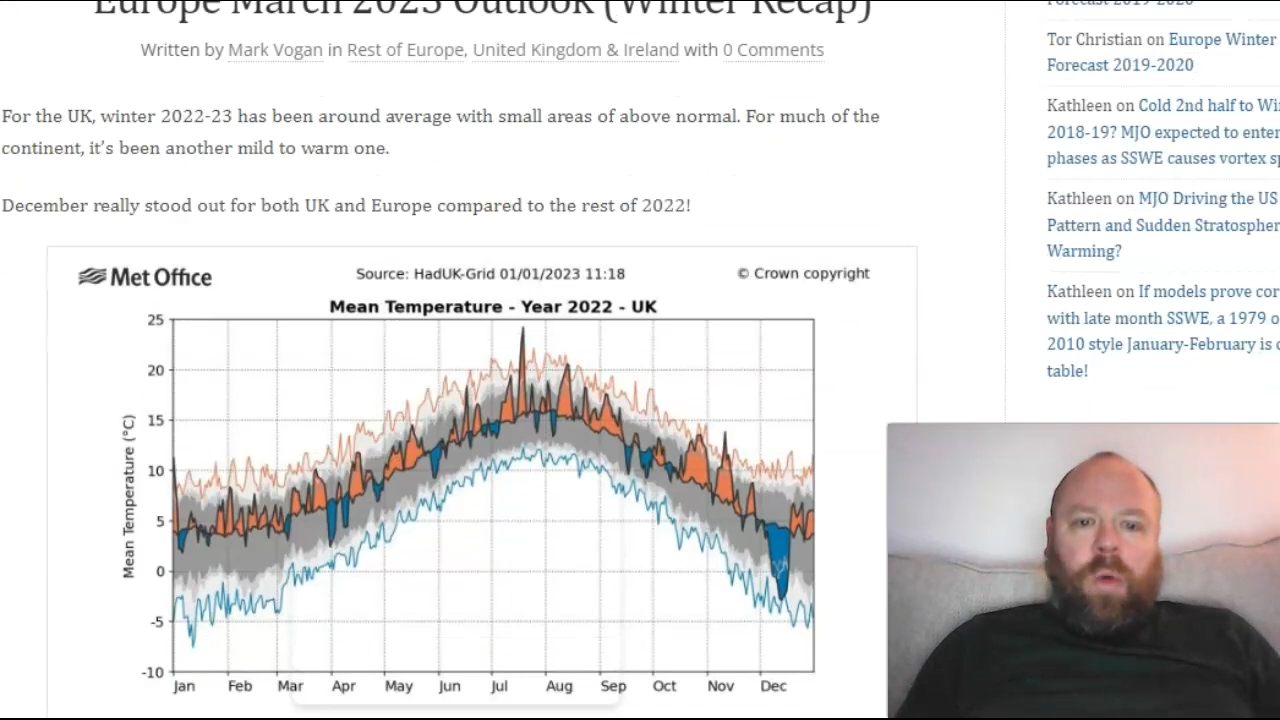 Europe March 2023 Outlook (Winter Recap)
Written by Mark Vogan in Rest of Europe, United Kingdom & Ireland with 0 Comments
For the UK, winter 2022-23 has been around average with small areas of above normal. For much of the
continent, it’s been another mild to warm one.
December really stood out for both UK and Europe compared to the rest of 2022!
Met Office
Source: HadUK-Grid 01/01/2023 11:18
© Crown copyright
Mean Temperature - Year 2022 - UK
Mean Temperature (°C)
25
20
15
10
5
0
-5
-10
Jan Feb Mar Apr May Jun Jul Aug Sep Oct Nov Dec
Forecast 2019-2020
Tor Christian on Europe Winter
Forecast 2019-2020
Kathleen on Cold 2nd half to
2018-19? MJO expected to enter
phases as SSWE causes vortex
Kathleen on MJO Driving the US
Pattern and Sudden
Warming?
Kathleen on If models prove
with late month SSWE, a 1979
2010 style January-February is
table!